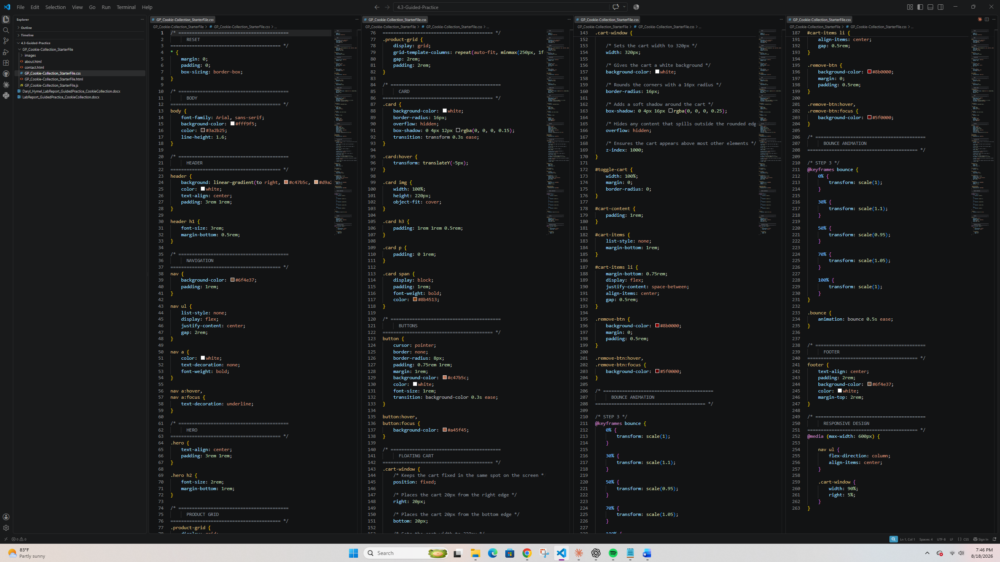 File Edit Selection View Go Run Terminal Help
4.3-Guided-Practice
Explorer
Outline
Timeline
4.3-Guided-Practice
GP_Cookie-Collection_StarterFile
images
about.html
contact.html
GP_Cookie-Collection_StarterFile.css
GP_Cookie-Collection_StarterFile.html
GP_Cookie-Collection_StarterFile.js
Daryl_Hymel_LabReport_GuidedPractice_CookieCollection.docx
LabReport_GuidedPractice_CookieCollection.docx
GP_Cookie-Collection_StarterFile.css
GP_Cookie-Collection_StarterFile > # GP_Cookie-Collection_StarterFile.css > ...
1 /* =========================================
2 RESET
3 ========================================= */
4 * {
5 margin: 0;
6 padding: 0;
7 box-sizing: border-box;
8 }
9
10 /* =========================================
11 BODY
12 ========================================= */
13 body {
14 font-family: Arial, sans-serif;
15 background-color: #fff9f5;
16 color: #3a2b25;
17 line-height: 1.6;
18 }
19
20 /* =========================================
21 HEADER
22 ========================================= */
23 header {
24 background: linear-gradient(to right, #c47b5c, #d9a2
25 color: white;
26 text-align: center;
27 padding: 3rem 1rem;
28 }
29
30 header h1 {
31 font-size: 3rem;
32 margin-bottom: 0.5rem;
33 }
34
35 /* =========================================
36 NAVIGATION
37 ========================================= */
38 nav {
39 background-color: #6f4e37;
40 padding: 1rem;
41 }
42
43 nav ul {
44 list-style: none;
45 display: flex;
46 justify-content: center;
47 gap: 2rem;
48 }
49
50 nav a {
51 color: white;
52 text-decoration: none;
53 font-weight: bold;
54 }
55
56 nav a:hover,
57 nav a:focus {
58 text-decoration: underline;
59 }
60
61 /* =========================================
62 HERO
63 ========================================= */
64 .hero {
65 text-align: center;
66 padding: 3rem 1rem;
67 }
68
69 .hero h2 {
70 font-size: 2rem;
71 margin-bottom: 1rem;
72 }
73
74 /* =========================================
75 PRODUCT GRID
76 ========================================= */
77 .product-grid {
78 display: grid;
GP_Cookie-Collection_StarterFile.css
GP_Cookie-Collection_StarterFile > # GP_Cookie-Collection_StarterFile.css > ...
76 ========================================= */
77 .product-grid {
78 display: grid;
79 grid-template-columns: repeat(auto-fit, minmax(250px, 1f
80 gap: 2rem;
81 padding: 2rem;
82 }
83
84 /* =========================================
85 CARD
86 ========================================= */
87 .card {
88 background-color: white;
89 border-radius: 16px;
90 overflow: hidden;
91 box-shadow: 0 4px 12px rgba(0, 0, 0, 0.15);
92 transition: transform 0.3s ease;
93 }
94
95 .card:hover {
96 transform: translateY(-5px);
97 }
98
99 .card img {
100 width: 100%;
101 height: 220px;
102 object-fit: cover;
103 }
104
105 .card h3 {
106 padding: 1rem 1rem 0.5rem;
107 }
108
109 .card p {
110 padding: 0 1rem;
111 }
112
113 .card span {
114 display: block;
115 padding: 1rem;
116 font-weight: bold;
117 color: #8b4513;
118 }
119
120 /* =========================================
121 BUTTONS
122 ========================================= */
123 button {
124 cursor: pointer;
125 border: none;
126 border-radius: 8px;
127 padding: 0.75rem 1rem;
128 margin: 1rem;
129 background-color: #c47b5c;
130 color: white;
131 font-size: 1rem;
132 transition: background-color 0.3s ease;
133 }
134
135 button:hover,
136 button:focus {
137 background-color: #a45f45;
138 }
139
140 /* =========================================
141 FLOATING CART
142 ========================================= */
143 .cart-window {
144 /* Keeps the cart fixed in the same spot on the screen *
145 position: fixed;
146
147 /* Places the cart 20px from the right edge */
148 right: 20px;
149
150 /* Places the cart 20px from the bottom edge */
151 bottom: 20px;
152
153 /* Sets the cart width to 320px */
GP_Cookie-Collection_StarterFile.css
GP_Cookie-Collection_StarterFile > # GP_Cookie-Collection_StarterFile.css > ...
143 .cart-window {
152
153 /* Sets the cart width to 320px */
154 width: 320px;
155
156 /* Gives the cart a white background */
157 background-color: white;
158
159 /* Rounds the corners with a 16px radius */
160 border-radius: 16px;
161
162 /* Adds a soft shadow around the cart */
163 box-shadow: 0 4px 16px rgba(0, 0, 0, 0.25);
164
165 /* Hides any content that spills outside the rounded edg
166 overflow: hidden;
167
168 /* Ensures the cart appears above most other elements */
169 z-index: 1000;
170 }
171
172 #toggle-cart {
173 width: 100%;
174 margin: 0;
175 border-radius: 0;
176 }
177
178 #cart-content {
179 padding: 1rem;
180 }
181
182 #cart-items {
183 list-style: none;
184 margin-bottom: 1rem;
185 }
186
187 #cart-items li {
188 margin-bottom: 0.75rem;
189 display: flex;
190 justify-content: space-between;
191 align-items: center;
192 gap: 0.5rem;
193 }
194
195 .remove-btn {
196 background-color: #8b0000;
197 margin: 0;
198 padding: 0.5rem;
199 }
200
201 .remove-btn:hover,
202 .remove-btn:focus {
203 background-color: #5f0000;
204 }
205
206 /* =========================================
207 BOUNCE ANIMATION
208 ========================================= */
209
210 /* STEP 3 */
211 @keyframes bounce {
212 0% {
213 transform: scale(1);
214 }
215
216 30% {
217 transform: scale(1.1);
218 }
219
220 50% {
221 transform: scale(0.95);
222 }
223
224 70% {
225 transform: scale(1.05);
226 }
227
228 100% {
GP_Cookie-Collection_StarterFile.css
GP_Cookie-Collection_StarterFile > # GP_Cookie-Collection_StarterFile.css > ...
187 #cart-items li {
191 align-items: center;
192 gap: 0.5rem;
193 }
194
195 .remove-btn {
196 background-color: #8b0000;
197 margin: 0;
198 padding: 0.5rem;
199 }
200
201 .remove-btn:hover,
202 .remove-btn:focus {
203 background-color: #5f0000;
204 }
205
206 /* =========================================
207 BOUNCE ANIMATION
208 ========================================= */
209
210 /* STEP 3 */
211 @keyframes bounce {
212 0% {
213 transform: scale(1);
214 }
215
216 30% {
217 transform: scale(1.1);
218 }
219
220 50% {
221 transform: scale(0.95);
222 }
223
224 70% {
225 transform: scale(1.05);
226 }
227
228 100% {
229 transform: scale(1);
230 }
231 }
232
233 .bounce {
234 animation: bounce 0.5s ease;
235 }
236
237
238 /* =========================================
239 FOOTER
240 ========================================= */
241 footer {
242 text-align: center;
243 padding: 2rem;
244 background-color: #6f4e37;
245 color: white;
246 margin-top: 2rem;
247 }
248
249 /* =========================================
250 RESPONSIVE DESIGN
251 ========================================= */
252 @media (max-width: 600px) {
253
254 nav ul {
255 flex-direction: column;
256 align-items: center;
257 }
258
259 .cart-window {
260 width: 90%;
261 right: 5%;
262 }
263 }
0 0
Ln 1, Col 1 Spaces: 4 UTF-8 LF {} CSS Sign In
83°F
Partly sunny
Search
7:46 PM
8/18/2026